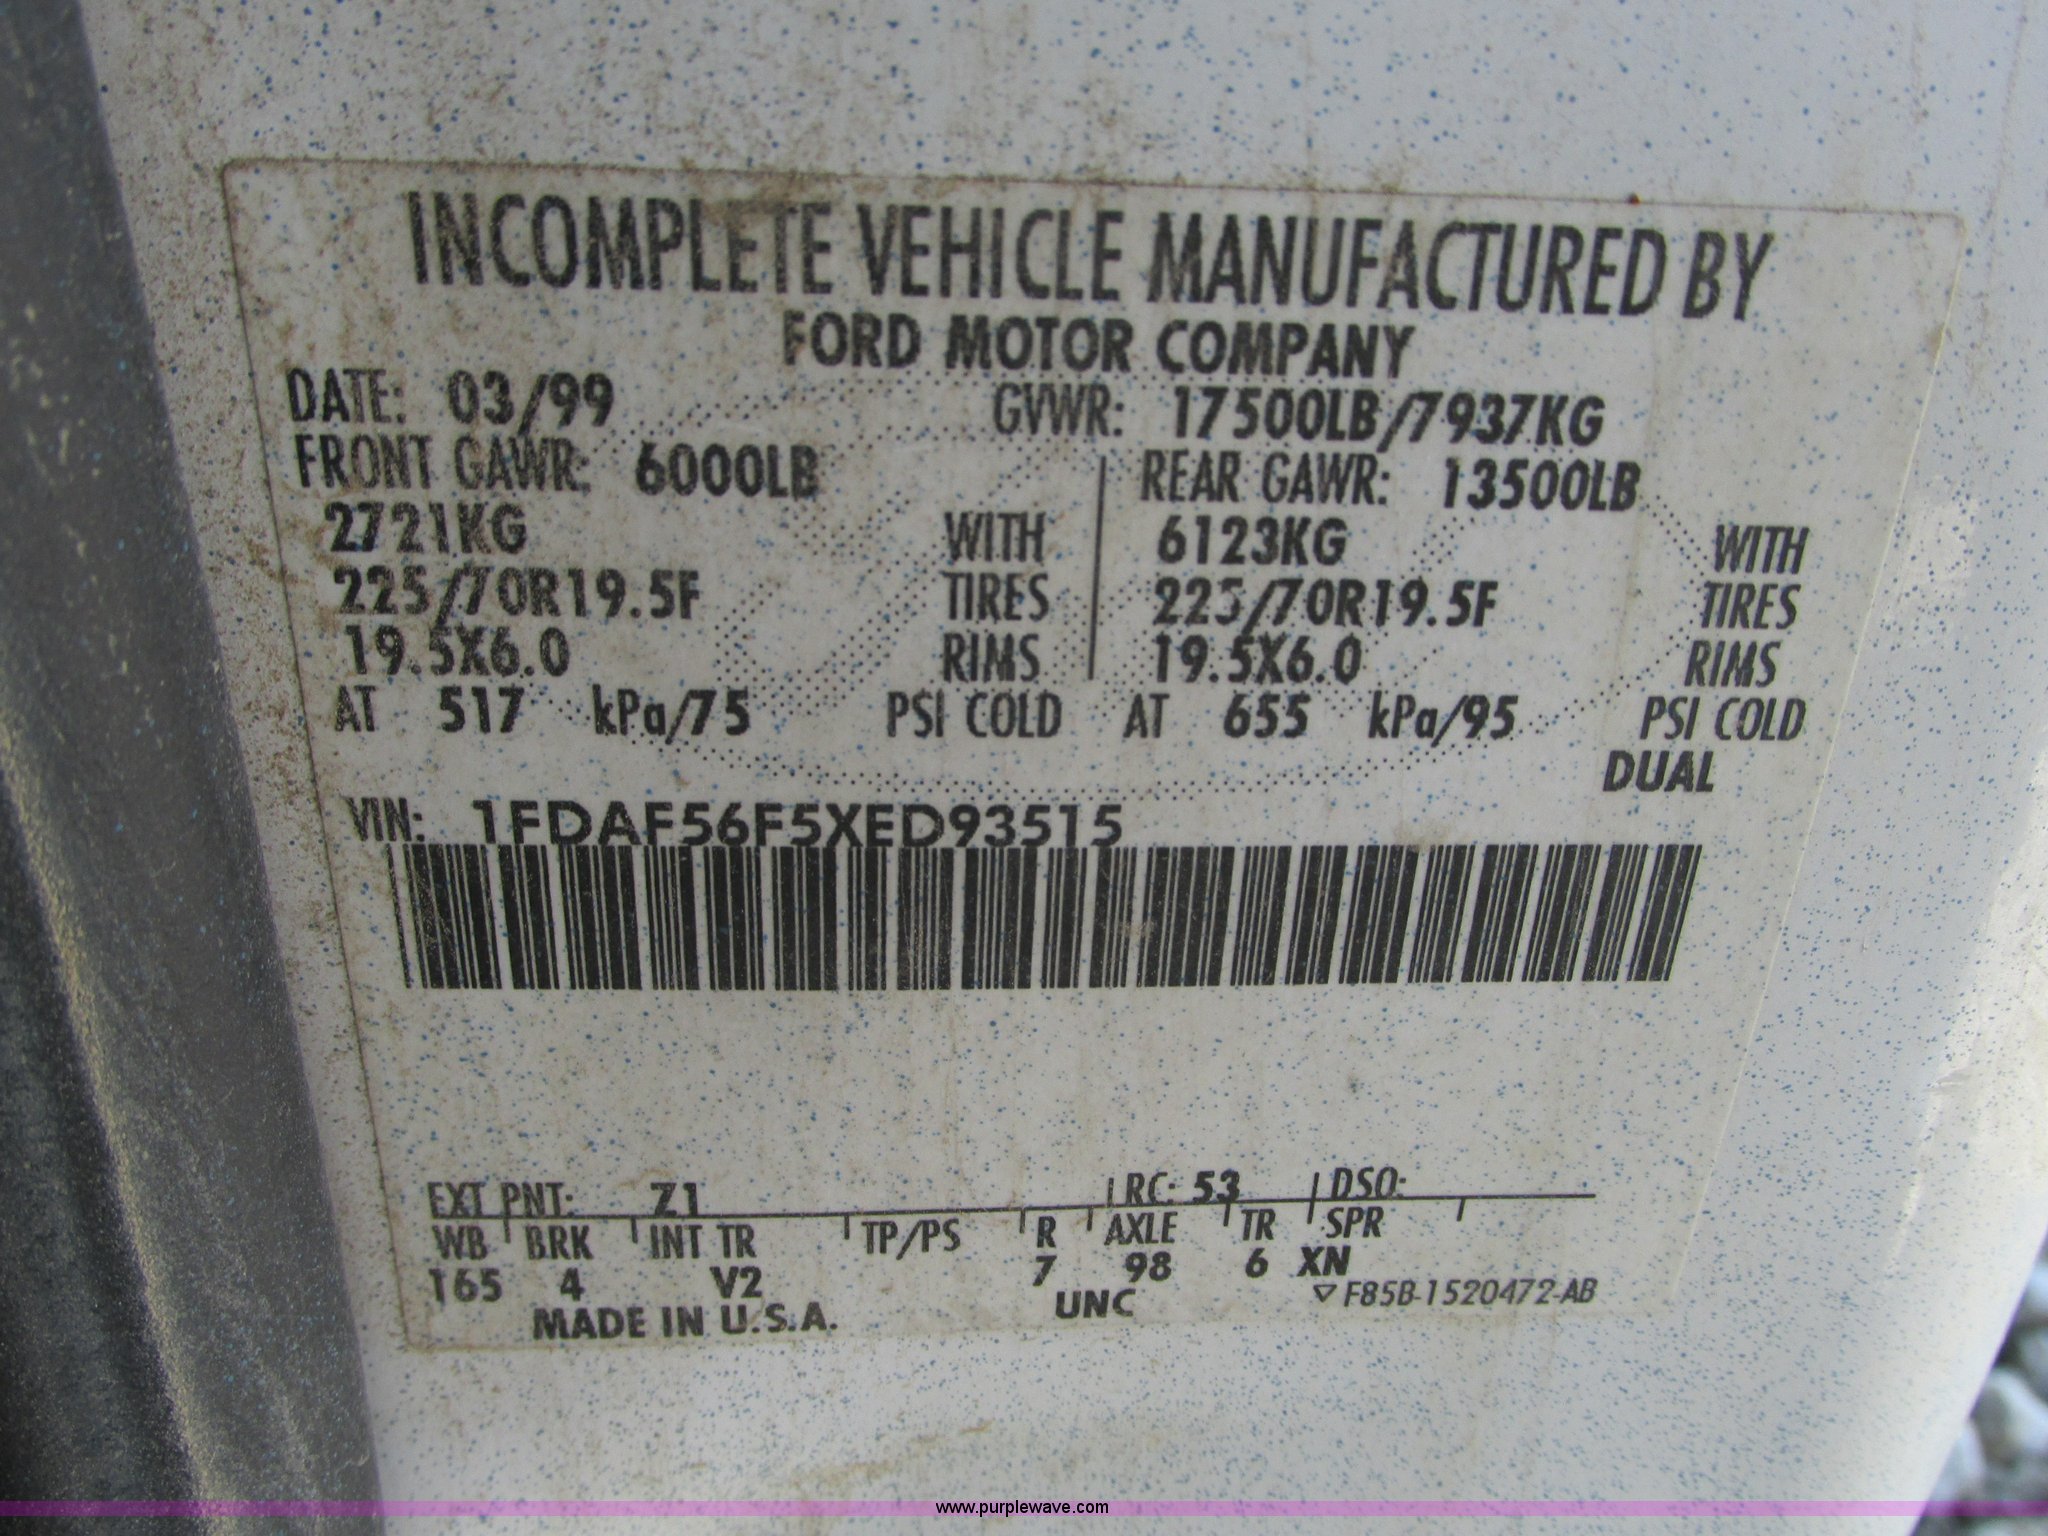 INCOMPLETE VEHICLE MANUFACTURED BY
FORD MOTOR COMPANY
DATE: 03/99 GVWR: 17500LB/7937KG
FRONT GAWR: 6000LB REAR GAWR: 13500LB
2721KG WITH 6123KG WITH
225/70R19.5F TIRES 225/70R19.5F TIRES
19.5X6.0 RIMS 19.5X6.0 RIMS
AT 517 kPa/75 PSI COLD AT 655 kPa/95 PSI COLD
DUAL
VIN: 1FDAF56F5XED93515
EXT PNT: Z1 RC: 53 DSO:
WB BRK INT TR TP/PS R AXLE TR SPR
165 4 V2 7 98 6 XN
MADE IN U.S.A. UNC ▽ F85B-1520472-AB
www.purplewave.com